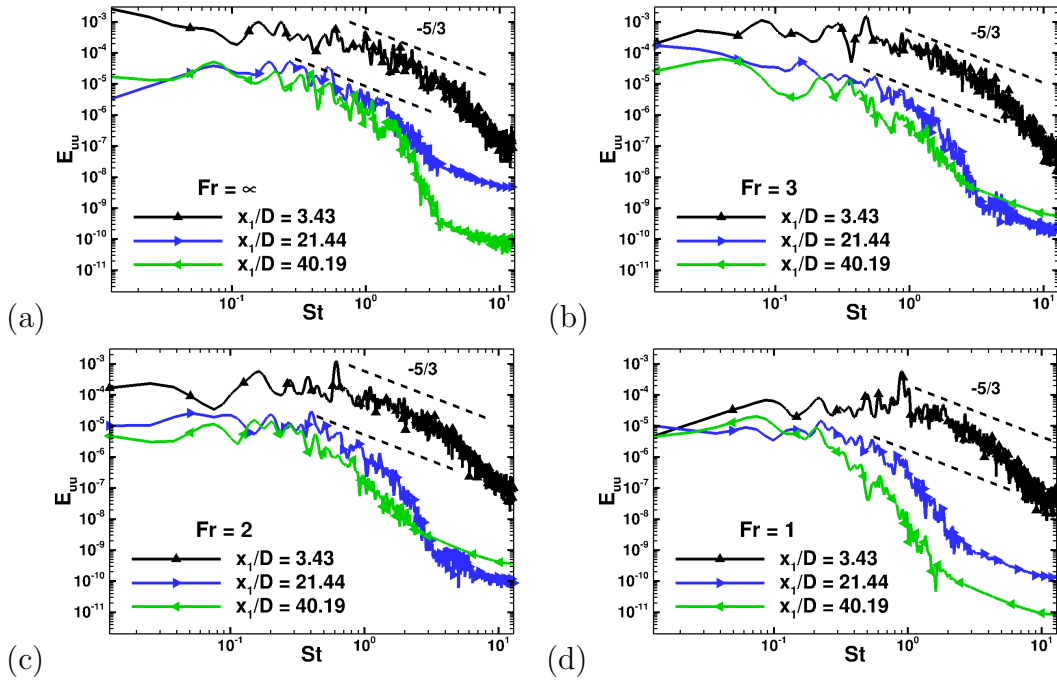 10⁻³
10⁻⁴
10⁻⁵
10⁻⁶
10⁻⁷
10⁻⁸
10⁻⁹
10⁻¹⁰
10⁻¹¹
Eᵤᵤ
-5/3
Fr = ∞
x₁/D = 3.43
x₁/D = 21.44
x₁/D = 40.19
10⁻¹ 10⁰ 10¹
St
(a)
10⁻³
10⁻⁴
10⁻⁵
10⁻⁶
10⁻⁷
10⁻⁸
10⁻⁹
10⁻¹⁰
10⁻¹¹
Eᵤᵤ
-5/3
Fr = 3
x₁/D = 3.43
x₁/D = 21.44
x₁/D = 40.19
10⁻¹ 10⁰ 10¹
St
(b)
10⁻³
10⁻⁴
10⁻⁵
10⁻⁶
10⁻⁷
10⁻⁸
10⁻⁹
10⁻¹⁰
10⁻¹¹
Eᵤᵤ
-5/3
Fr = 2
x₁/D = 3.43
x₁/D = 21.44
x₁/D = 40.19
10⁻¹ 10⁰ 10¹
St
(c)
10⁻³
10⁻⁴
10⁻⁵
10⁻⁶
10⁻⁷
10⁻⁸
10⁻⁹
10⁻¹⁰
10⁻¹¹
Eᵤᵤ
-5/3
Fr = 1
x₁/D = 3.43
x₁/D = 21.44
x₁/D = 40.19
10⁻¹ 10⁰ 10¹
St
(d)